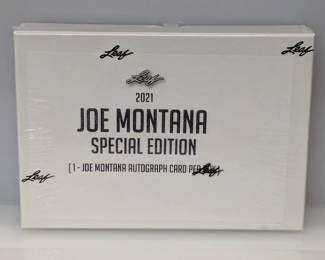 Leaf
Leaf
Leaf
2021
JOE MONTANA
SPECIAL EDITION
[ 1 - JOE MONTANA AUTOGRAPH CARD PER
Leaf
Leaf